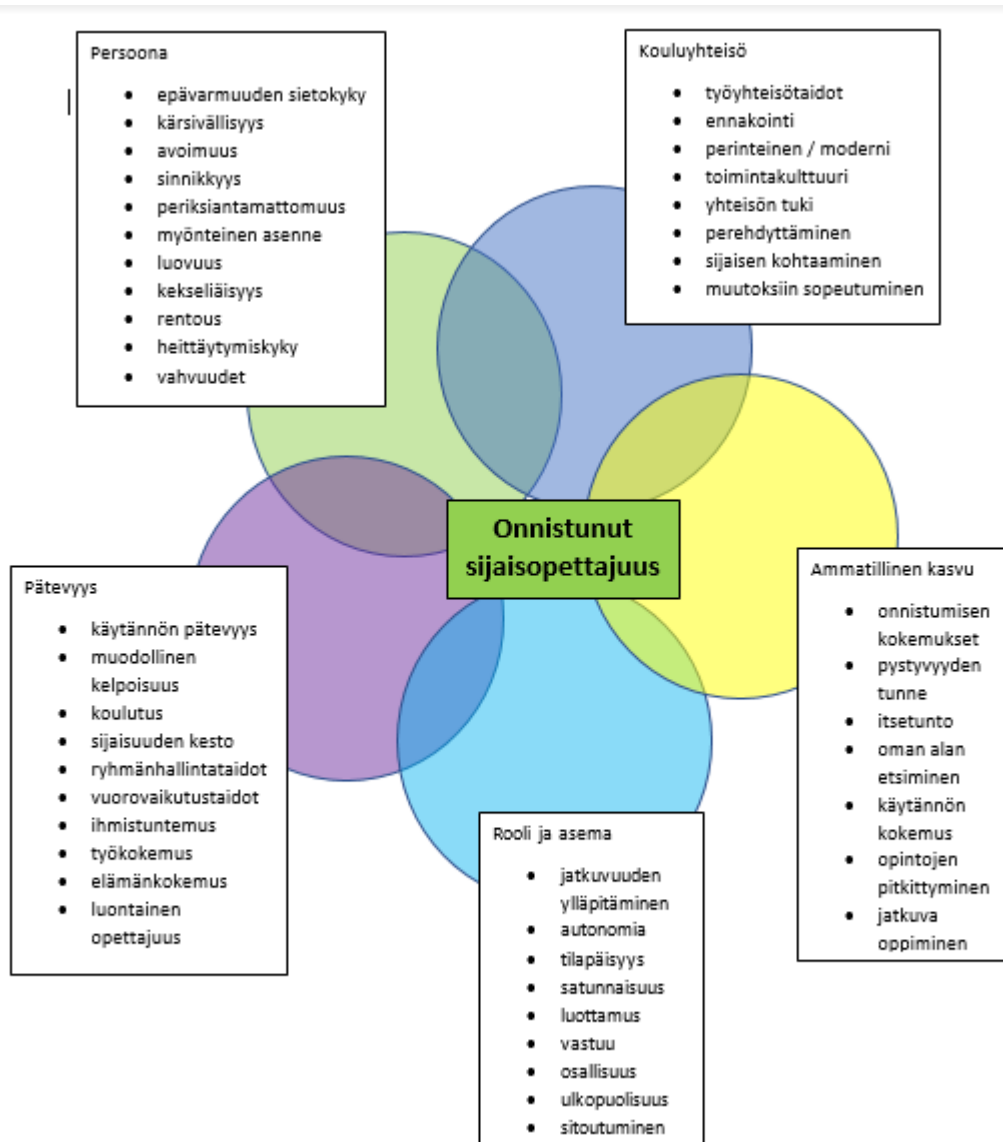 Persoona
• epävarmuuden sietokyky
• kärsivällisyys
• avoimuus
• sinnikkyys
• periksiantamattomuus
• myönteinen asenne
• luovuus
• kekseliäisyys
• rentous
• heittäytymiskyky
• vahvuudet
Kouluyhteisö
• työyhteisötaidot
• ennakointi
• perinteinen / moderni
• toimintakulttuuri
• yhteisön tuki
• perehdyttäminen
• sijaisen kohtaaminen
• muutoksiin sopeutuminen
Onnistunut
sijaisopettajuus
Pätevyys
• käytännön pätevyys
• muodollinen
kelpoisuus
• koulutus
• sijaisuuden kesto
• ryhmänhallintataidot
• vuorovaikutustaidot
• ihmistuntemus
• työkokemus
• elämänkokemus
• luontainen
opettajuus
Ammatillinen kasvu
• onnistumisen
kokemukset
• pystyvyyden
tunne
• itsetunto
• oman alan
etsiminen
• käytännön
kokemus
• opintojen
pitkittyminen
• jatkuva
oppiminen
Rooli ja asema
• jatkuvuuden
ylläpitäminen
• autonomia
• tilapäisyys
• satunnaisuus
• luottamus
• vastuu
• osallisuus
• ulkopuolisuus
• sitoutuminen